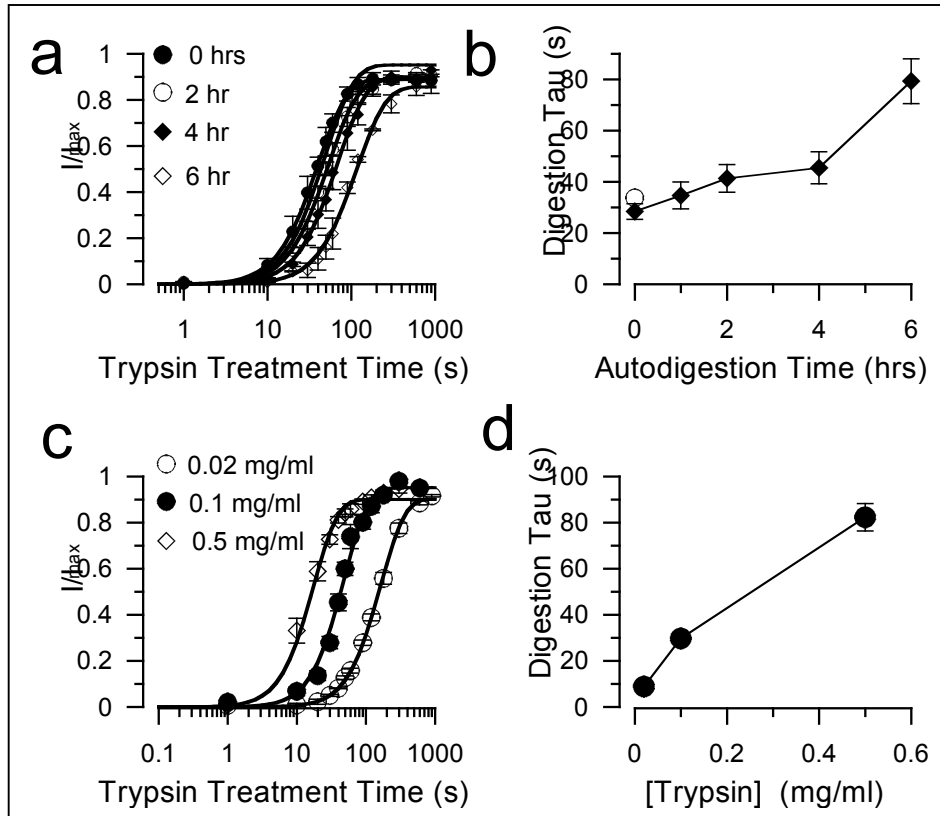 a
0 hrs
2 hr
4 hr
6 hr
1
0.8
0.6
0.4
0.2
0
I/Imax
1 10 100 1000
Trypsin Treatment Time (s)
b
80
60
40
20
0
Digestion Tau (s)
0 2 4 6
Autodigestion Time (hrs)
c
0.02 mg/ml
0.1 mg/ml
0.5 mg/ml
1
0.8
0.6
0.4
0.2
0
I/Imax
0.1 1 10 100 1000
Trypsin Treatment Time (s)
d
100
80
60
40
20
0
Digestion Tau (s)
0 0.2 0.4 0.6
[Trypsin] (mg/ml)